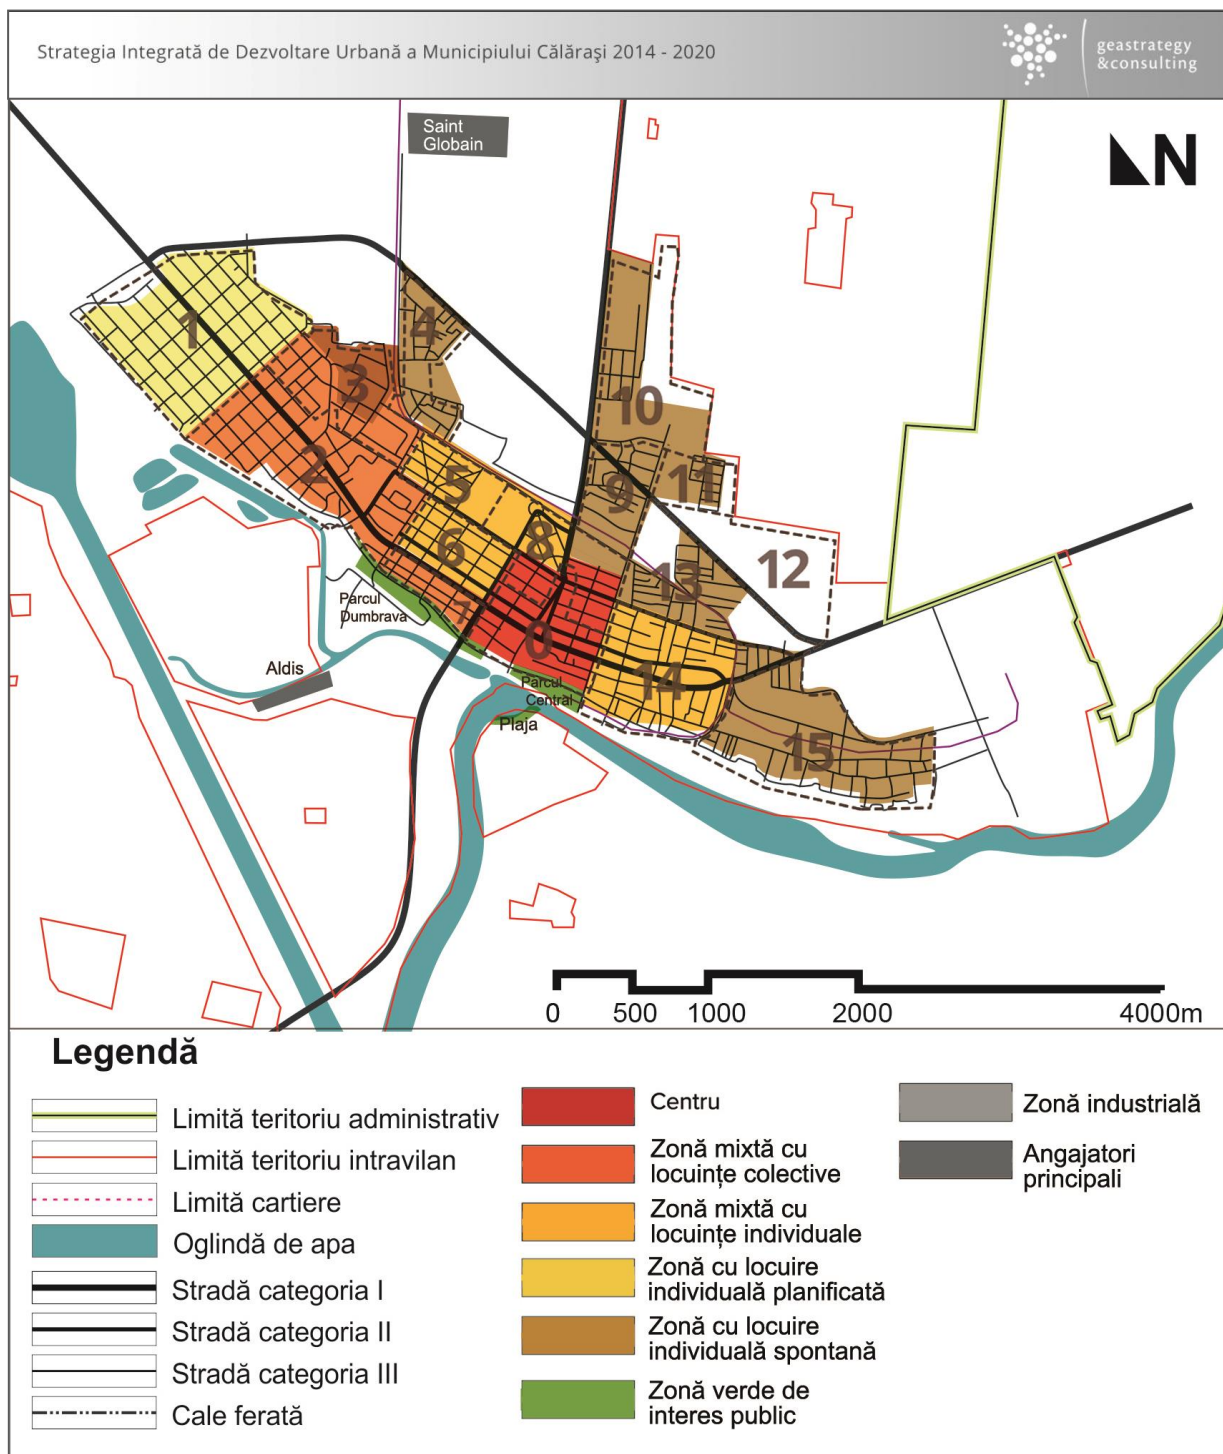 Strategia Integrată de Dezvoltare Urbană a Municipiului Călăraşi 2014 - 2020
geastrategy
&consulting
Saint
Globain
N
1
4
3
10
2
5
9
11
6
8
12
13
7
0
14
15
Parcul
Dumbrava
Aldis
Parcul
Central
Plaja
0
500
1000
2000
4000m
Legendă
Limită teritoriu administrativ
Limită teritoriu intravilan
Limită cartiere
Oglindă de apa
Stradă categoria I
Stradă categoria II
Stradă categoria III
Cale ferată
Centru
Zonă mixtă cu
locuințe colective
Zonă mixtă cu
locuințe individuale
Zonă cu locuire
individuală planificată
Zonă cu locuire
individuală spontană
Zonă verde de
interes public
Zonă industrială
Angajatori
principali